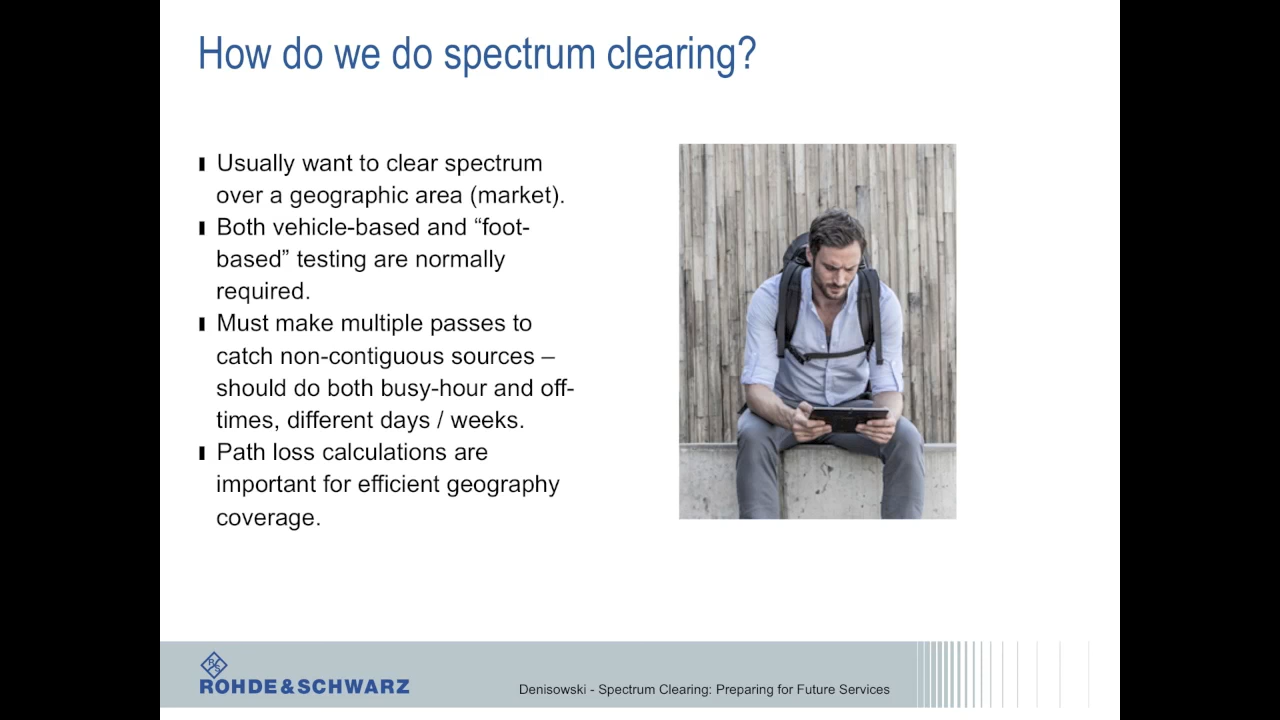 How do we do spectrum clearing?
Usually want to clear spectrum
over a geographic area (market).
Both vehicle-based and “foot-
based” testing are normally
required.
Must make multiple passes to
catch non-contiguous sources –
should do both busy-hour and off-
times, different days / weeks.
Path loss calculations are
important for efficient geography
coverage.
RS
ROHDE&SCHWARZ
Denisowski - Spectrum Clearing: Preparing for Future Services